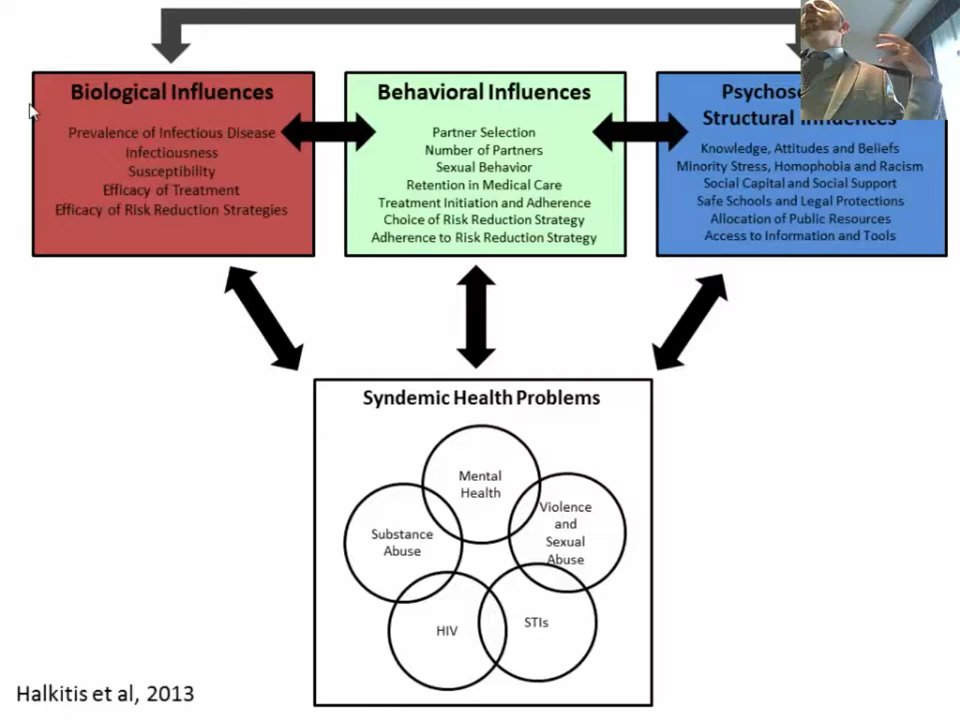 Biological Influences
Prevalence of Infectious Disease
Infectiousness
Susceptibility
Efficacy of Treatment
Efficacy of Risk Reduction Strategies
Behavioral Influences
Partner Selection
Number of Partners
Sexual Behavior
Retention in Medical Care
Treatment Initiation and Adherence
Choice of Risk Reduction Strategy
Adherence to Risk Reduction Strategy
Structural Influences
Knowledge, Attitudes and Beliefs
Minority Stress, Homophobia and Racism
Social Capital and Social Support
Safe Schools and Legal Protections
Allocation of Public Resources
Access to Information and Tools
Syndemic Health Problems
Mental
Health
Violence
and
Sexual
Abuse
Substance
Abuse
HIV
STIs
Halkitis et al, 2013